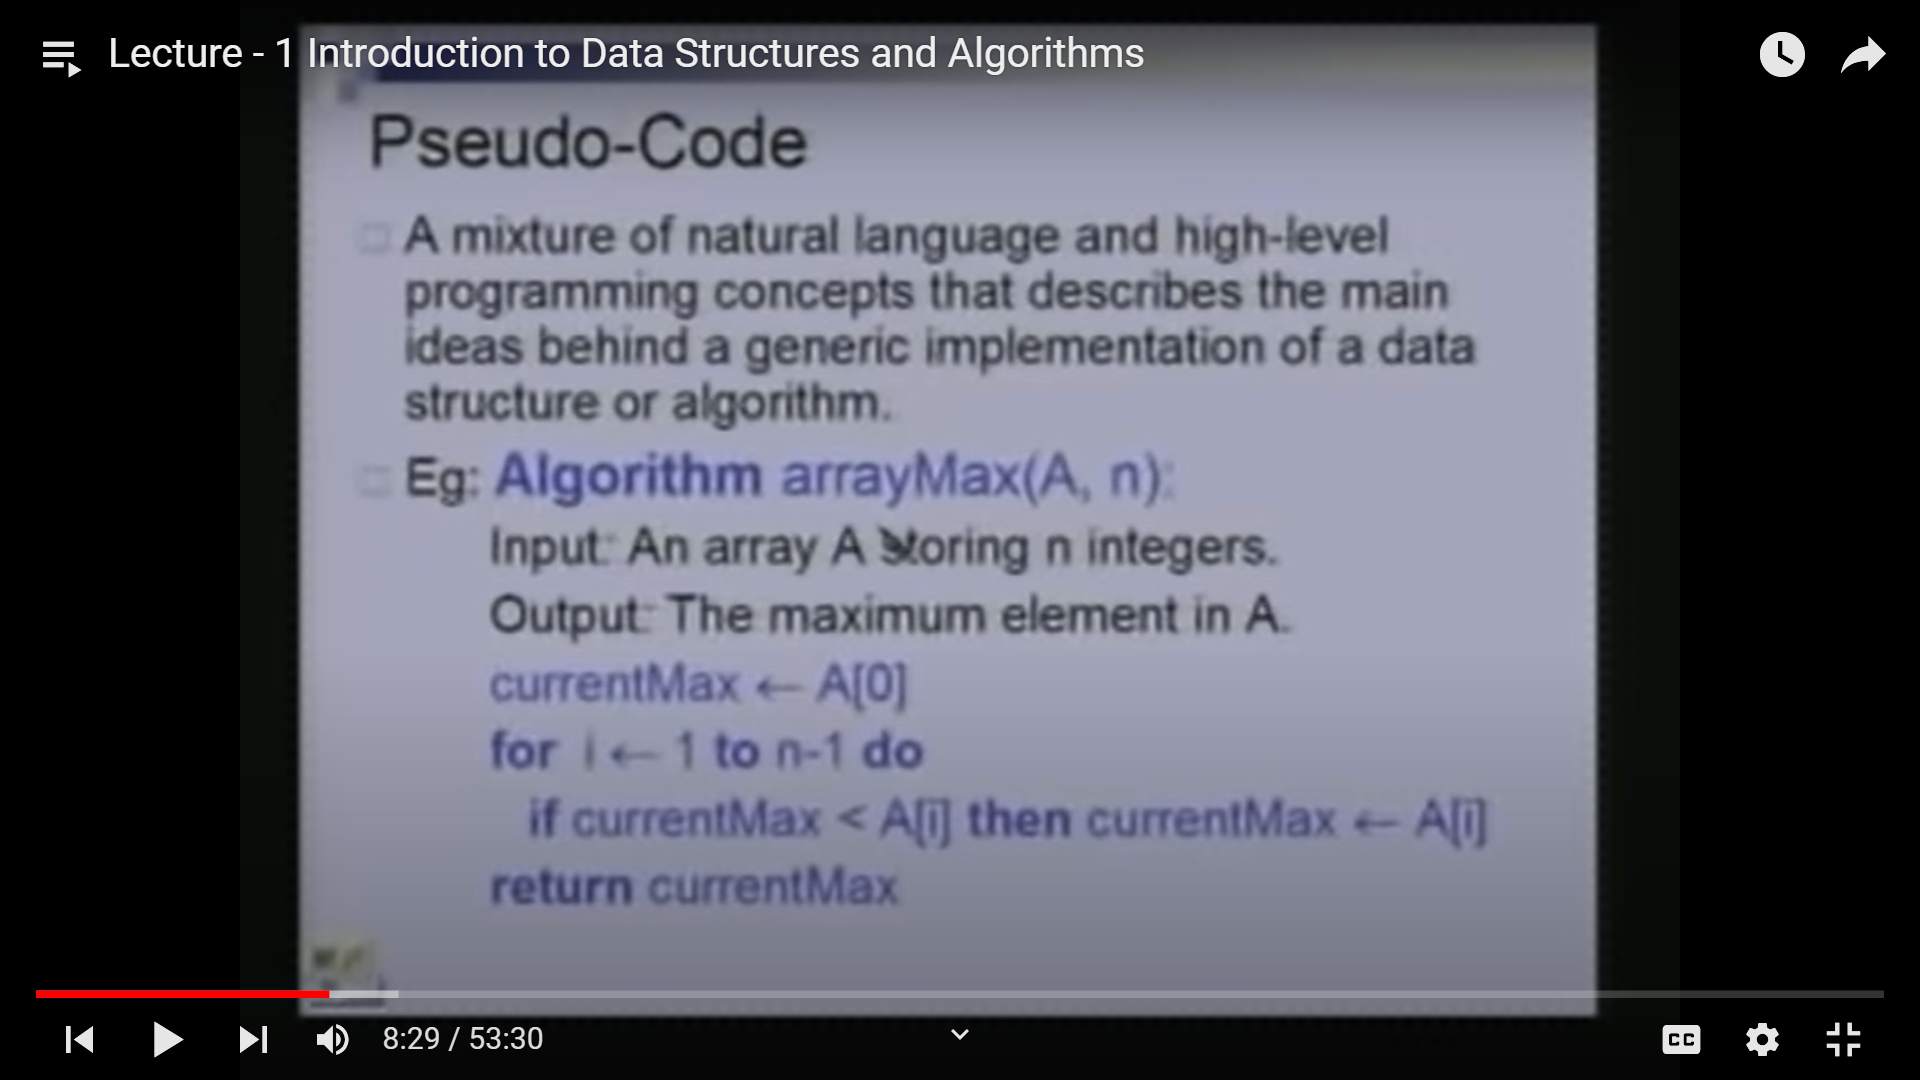 Lecture - 1 Introduction to Data Structures and Algorithms
Pseudo-Code
A mixture of natural language and high-level
programming concepts that describes the main
ideas behind a generic implementation of a data
structure or algorithm.
Eg: Algorithm arrayMax(A, n):
Input: An array A storing n integers.
Output: The maximum element in A.
currentMax ← A[0]
for i ← 1 to n-1 do
if currentMax < A[i] then currentMax ← A[i]
return currentMax
8:29 / 53:30
CC